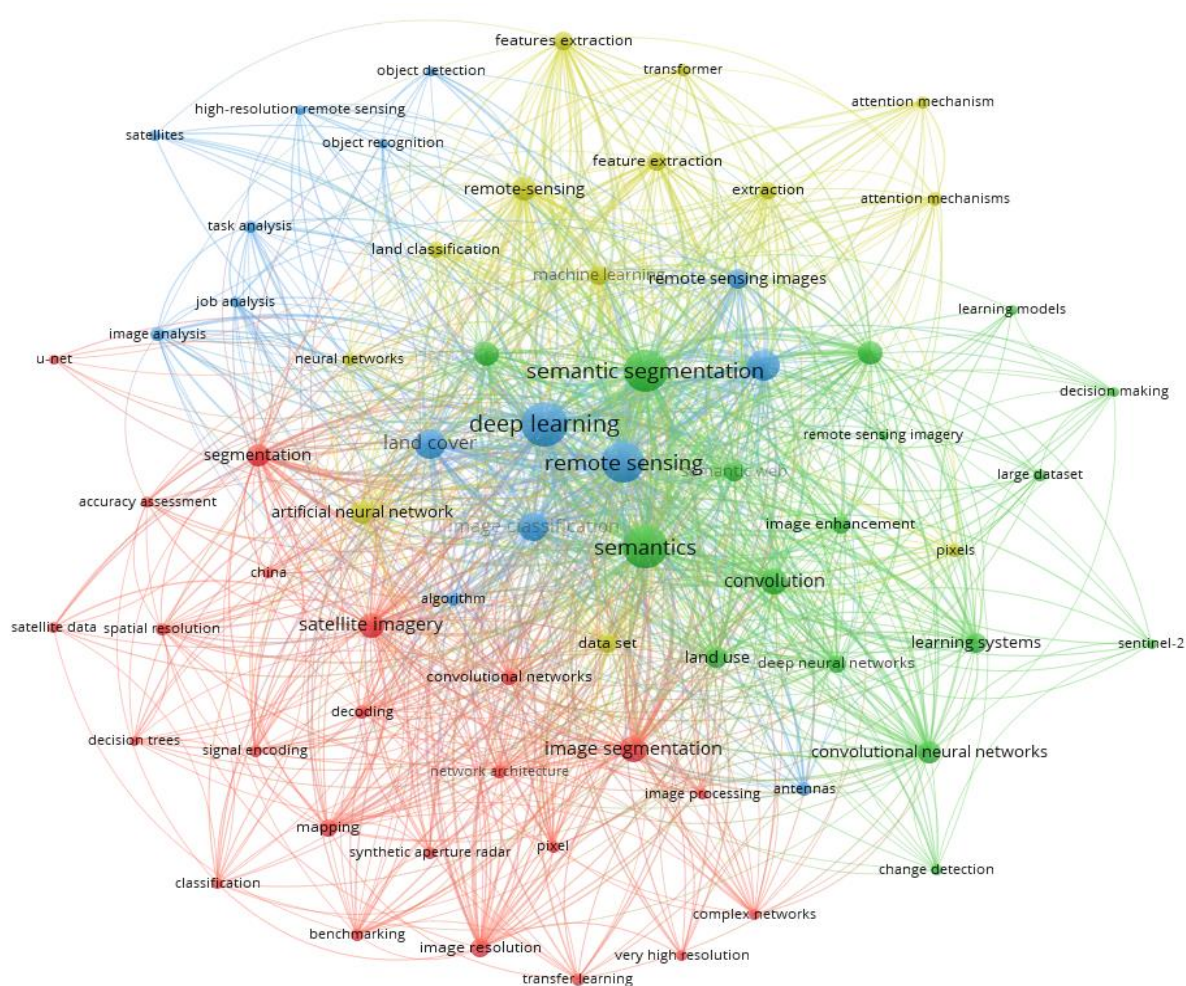 features extraction
object detection
transformer
high-resolution remote sensing
attention mechanism
satellites
object recognition
feature extraction
remote-sensing
extraction
attention mechanisms
task analysis
land classification
machine learning
remote sensing images
job analysis
learning models
image analysis
u-net
neural networks
semantic segmentation
decision making
deep learning
land cover
remote sensing imagery
segmentation
remote sensing
semantic web
large dataset
accuracy assessment
artificial neural network
image classification
image enhancement
semantics
pixels
china
convolution
algorithm
satellite data
spatial resolution
satellite imagery
data set
land use
deep neural networks
learning systems
sentinel-2
convolutional networks
decoding
decision trees
signal encoding
image segmentation
convolutional neural networks
network architecture
image processing
antennas
mapping
synthetic aperture radar
pixel
classification
change detection
complex networks
benchmarking
image resolution
very high resolution
transfer learning